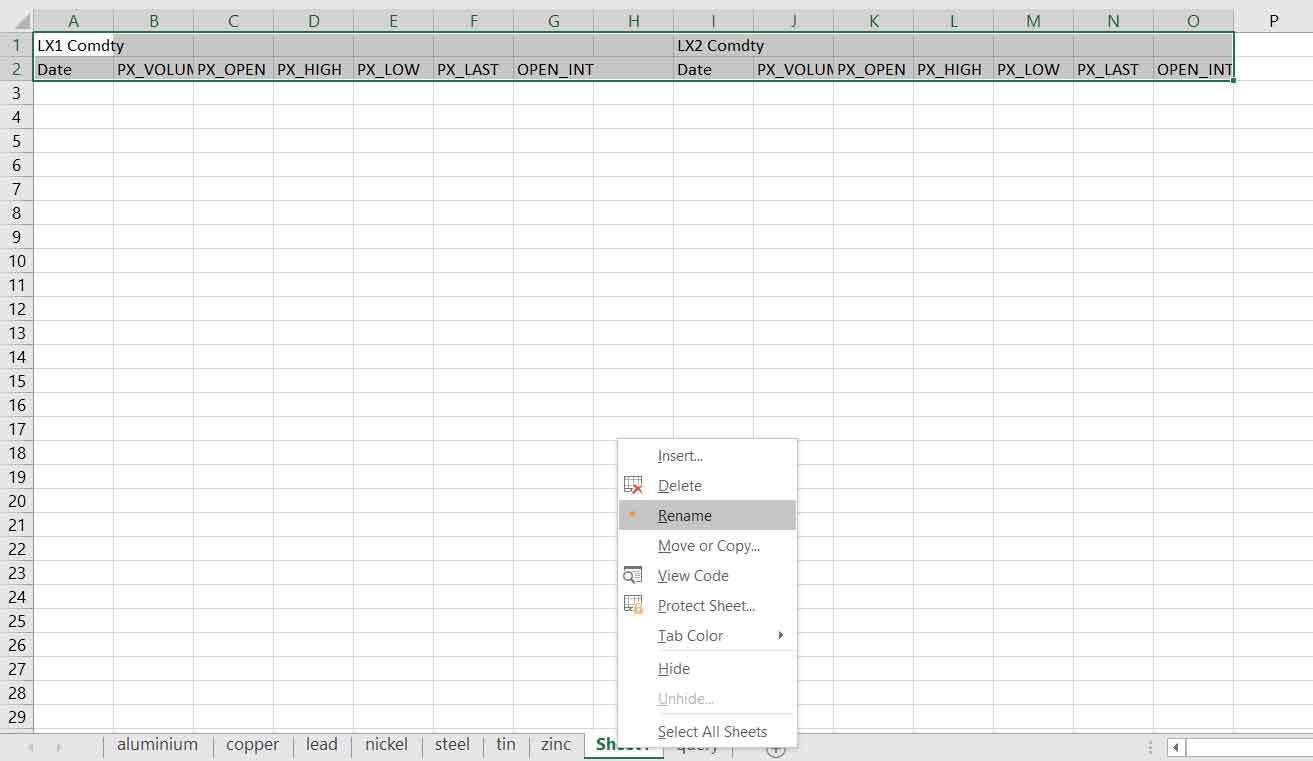 A B C D E F G H I J K L M N O P
1 LX1 Comdty LX2 Comdty
2 Date PX_VOLUM PX_OPEN PX_HIGH PX_LOW PX_LAST OPEN_INT Date PX_VOLUM PX_OPEN PX_HIGH PX_LOW PX_LAST OPEN_INT
3
4
5
6
7
8
9
10
11
12
13
14
15
16
17
18
Insert...
19
Delete
20
21
Rename
22
Move or Copy...
23
View Code
24
25
Protect Sheet...
26
Tab Color
27
Hide
28
Unhide...
29
Select All Sheets
aluminium copper lead nickel steel tin zinc query